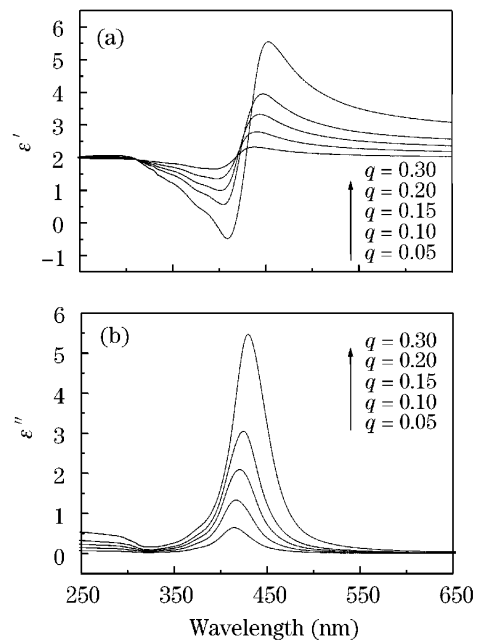 (a)
6
5
4
3
2
1
0
−1
ε′
q = 0.30
q = 0.20
q = 0.15
q = 0.10
q = 0.05
(b)
6
5
4
3
2
1
0
ε″
q = 0.30
q = 0.20
q = 0.15
q = 0.10
q = 0.05
250 350 450 550 650
Wavelength (nm)